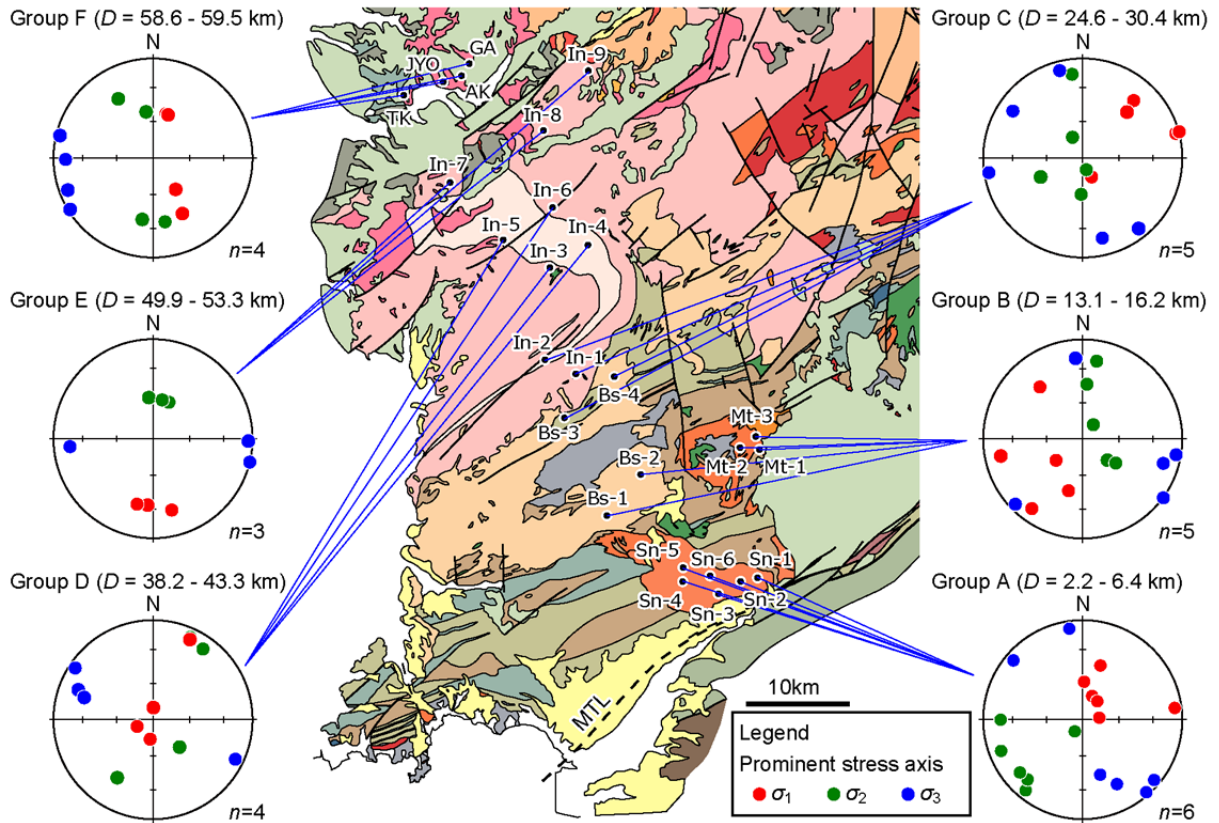 Group F (D = 58.6 - 59.5 km)
N
n=4
Group E (D = 49.9 - 53.3 km)
N
n=3
Group D (D = 38.2 - 43.3 km)
N
n=4
GA
JYO
AK
TK
In-9
In-8
In-7
In-6
In-5
In-4
In-3
In-2
In-1
Bs-4
Bs-3
Mt-3
Bs-2
Mt-2
Mt-1
Bs-1
Sn-5
Sn-6
Sn-1
Sn-4
Sn-2
Sn-3
MTL
10km
Legend
Prominent stress axis
σ1 σ2 σ3
Group C (D = 24.6 - 30.4 km)
N
n=5
Group B (D = 13.1 - 16.2 km)
N
n=5
Group A (D = 2.2 - 6.4 km)
N
n=6